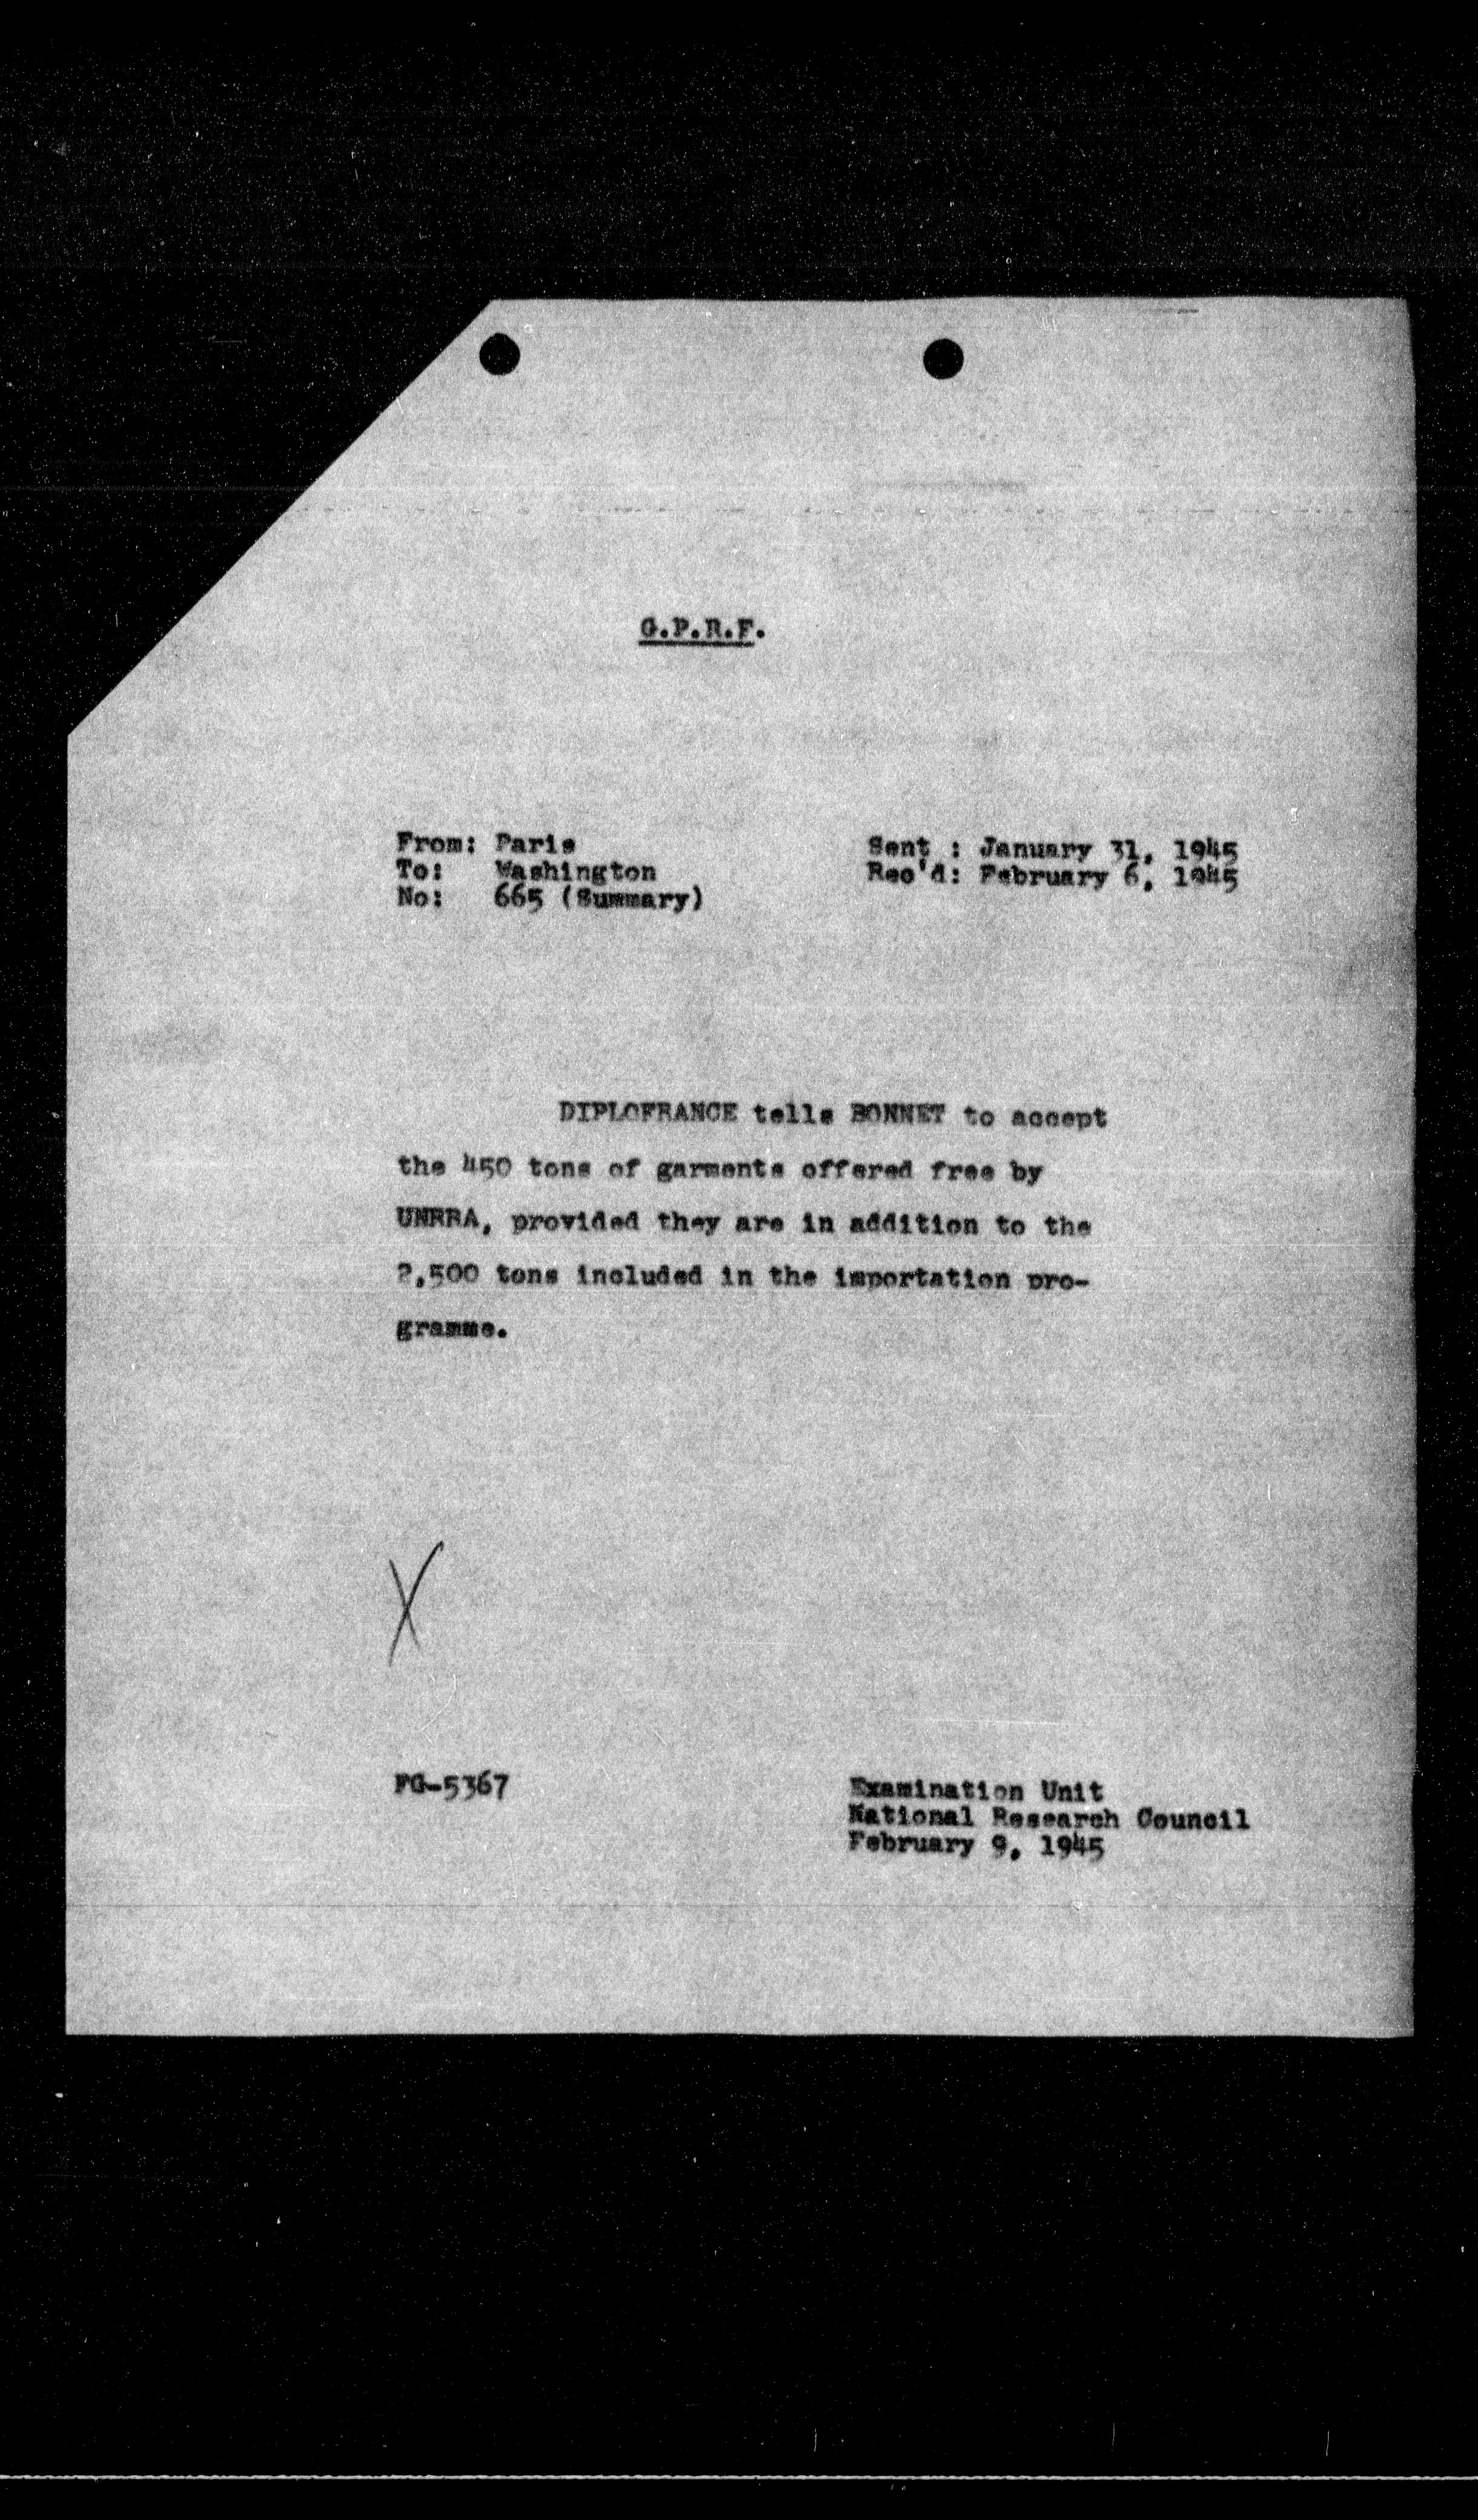 G.P.R.F.
From: Paris
To: Washington
No: 665 (Summary)
Sent : January 31, 1945
Rec'd: February 6, 1945
DIPLOFRANCE tells BONNET to accept
the 450 tons of garments offered free by
UNRRA, provided they are in addition to the
2,500 tons included in the importation pro-
gramme.
X
FG-5367
Examination Unit
National Research Council
February 9, 1945